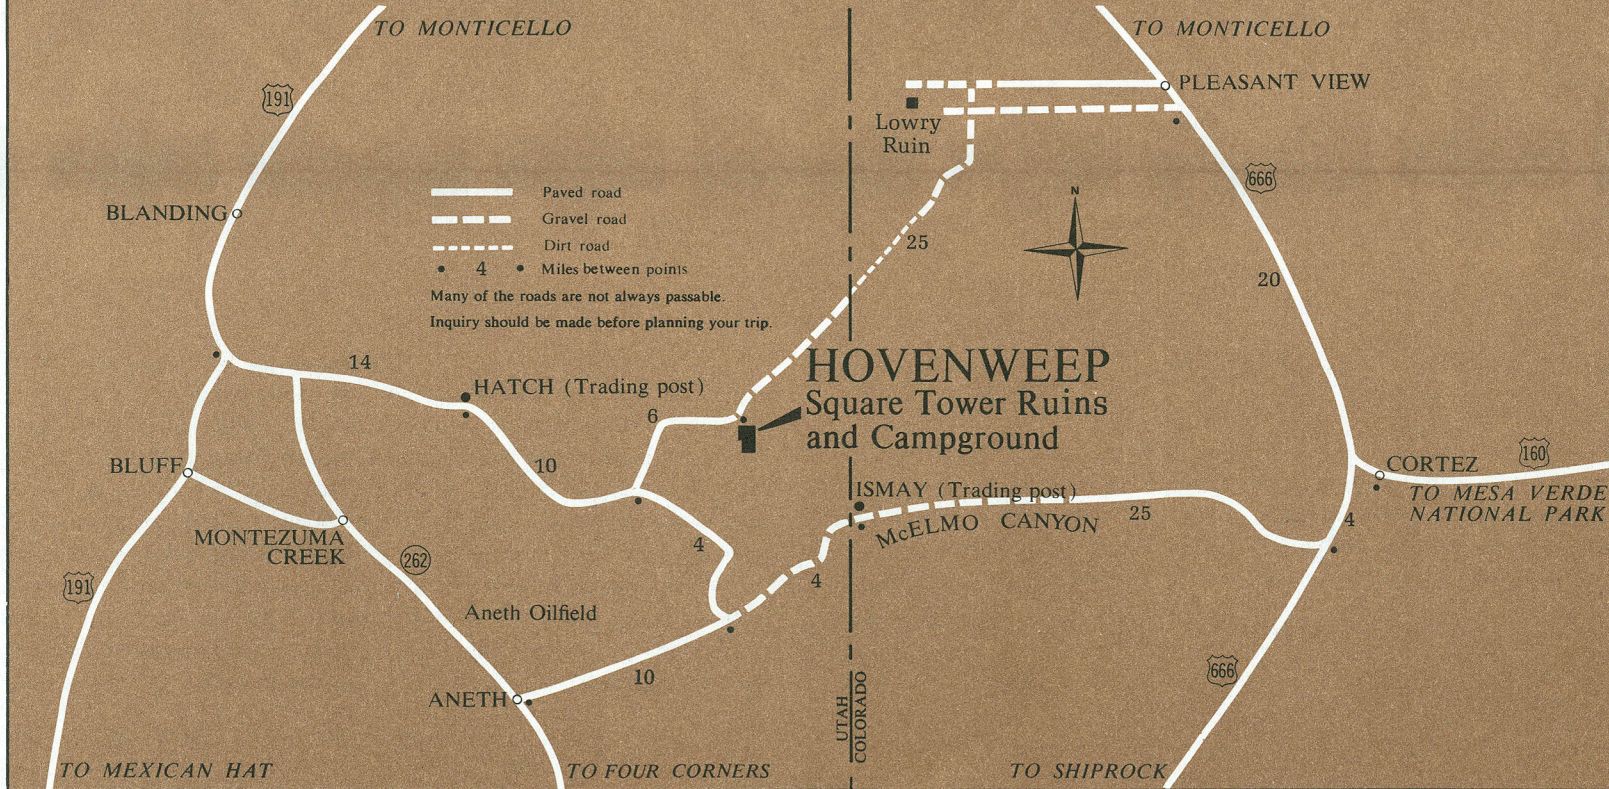 TO MONTICELLO
TO MONTICELLO
191
PLEASANT VIEW
Lowry
Ruin
666
Paved road
Gravel road
Dirt road
4 Miles between points
Many of the roads are not always passable.
Inquiry should be made before planning your trip.
N
BLANDING
25
20
14
HATCH (Trading post)
6
HOVENWEEP
Square Tower Ruins
and Campground
BLUFF
10
160
CORTEZ
TO MESA VERDE
NATIONAL PARK
ISMAY (Trading post)
McELMO CANYON
25
4
MONTEZUMA
CREEK
262
4
4
191
Aneth Oilfield
10
666
ANETH
UTAH
COLORADO
TO MEXICAN HAT
TO FOUR CORNERS
TO SHIPROCK